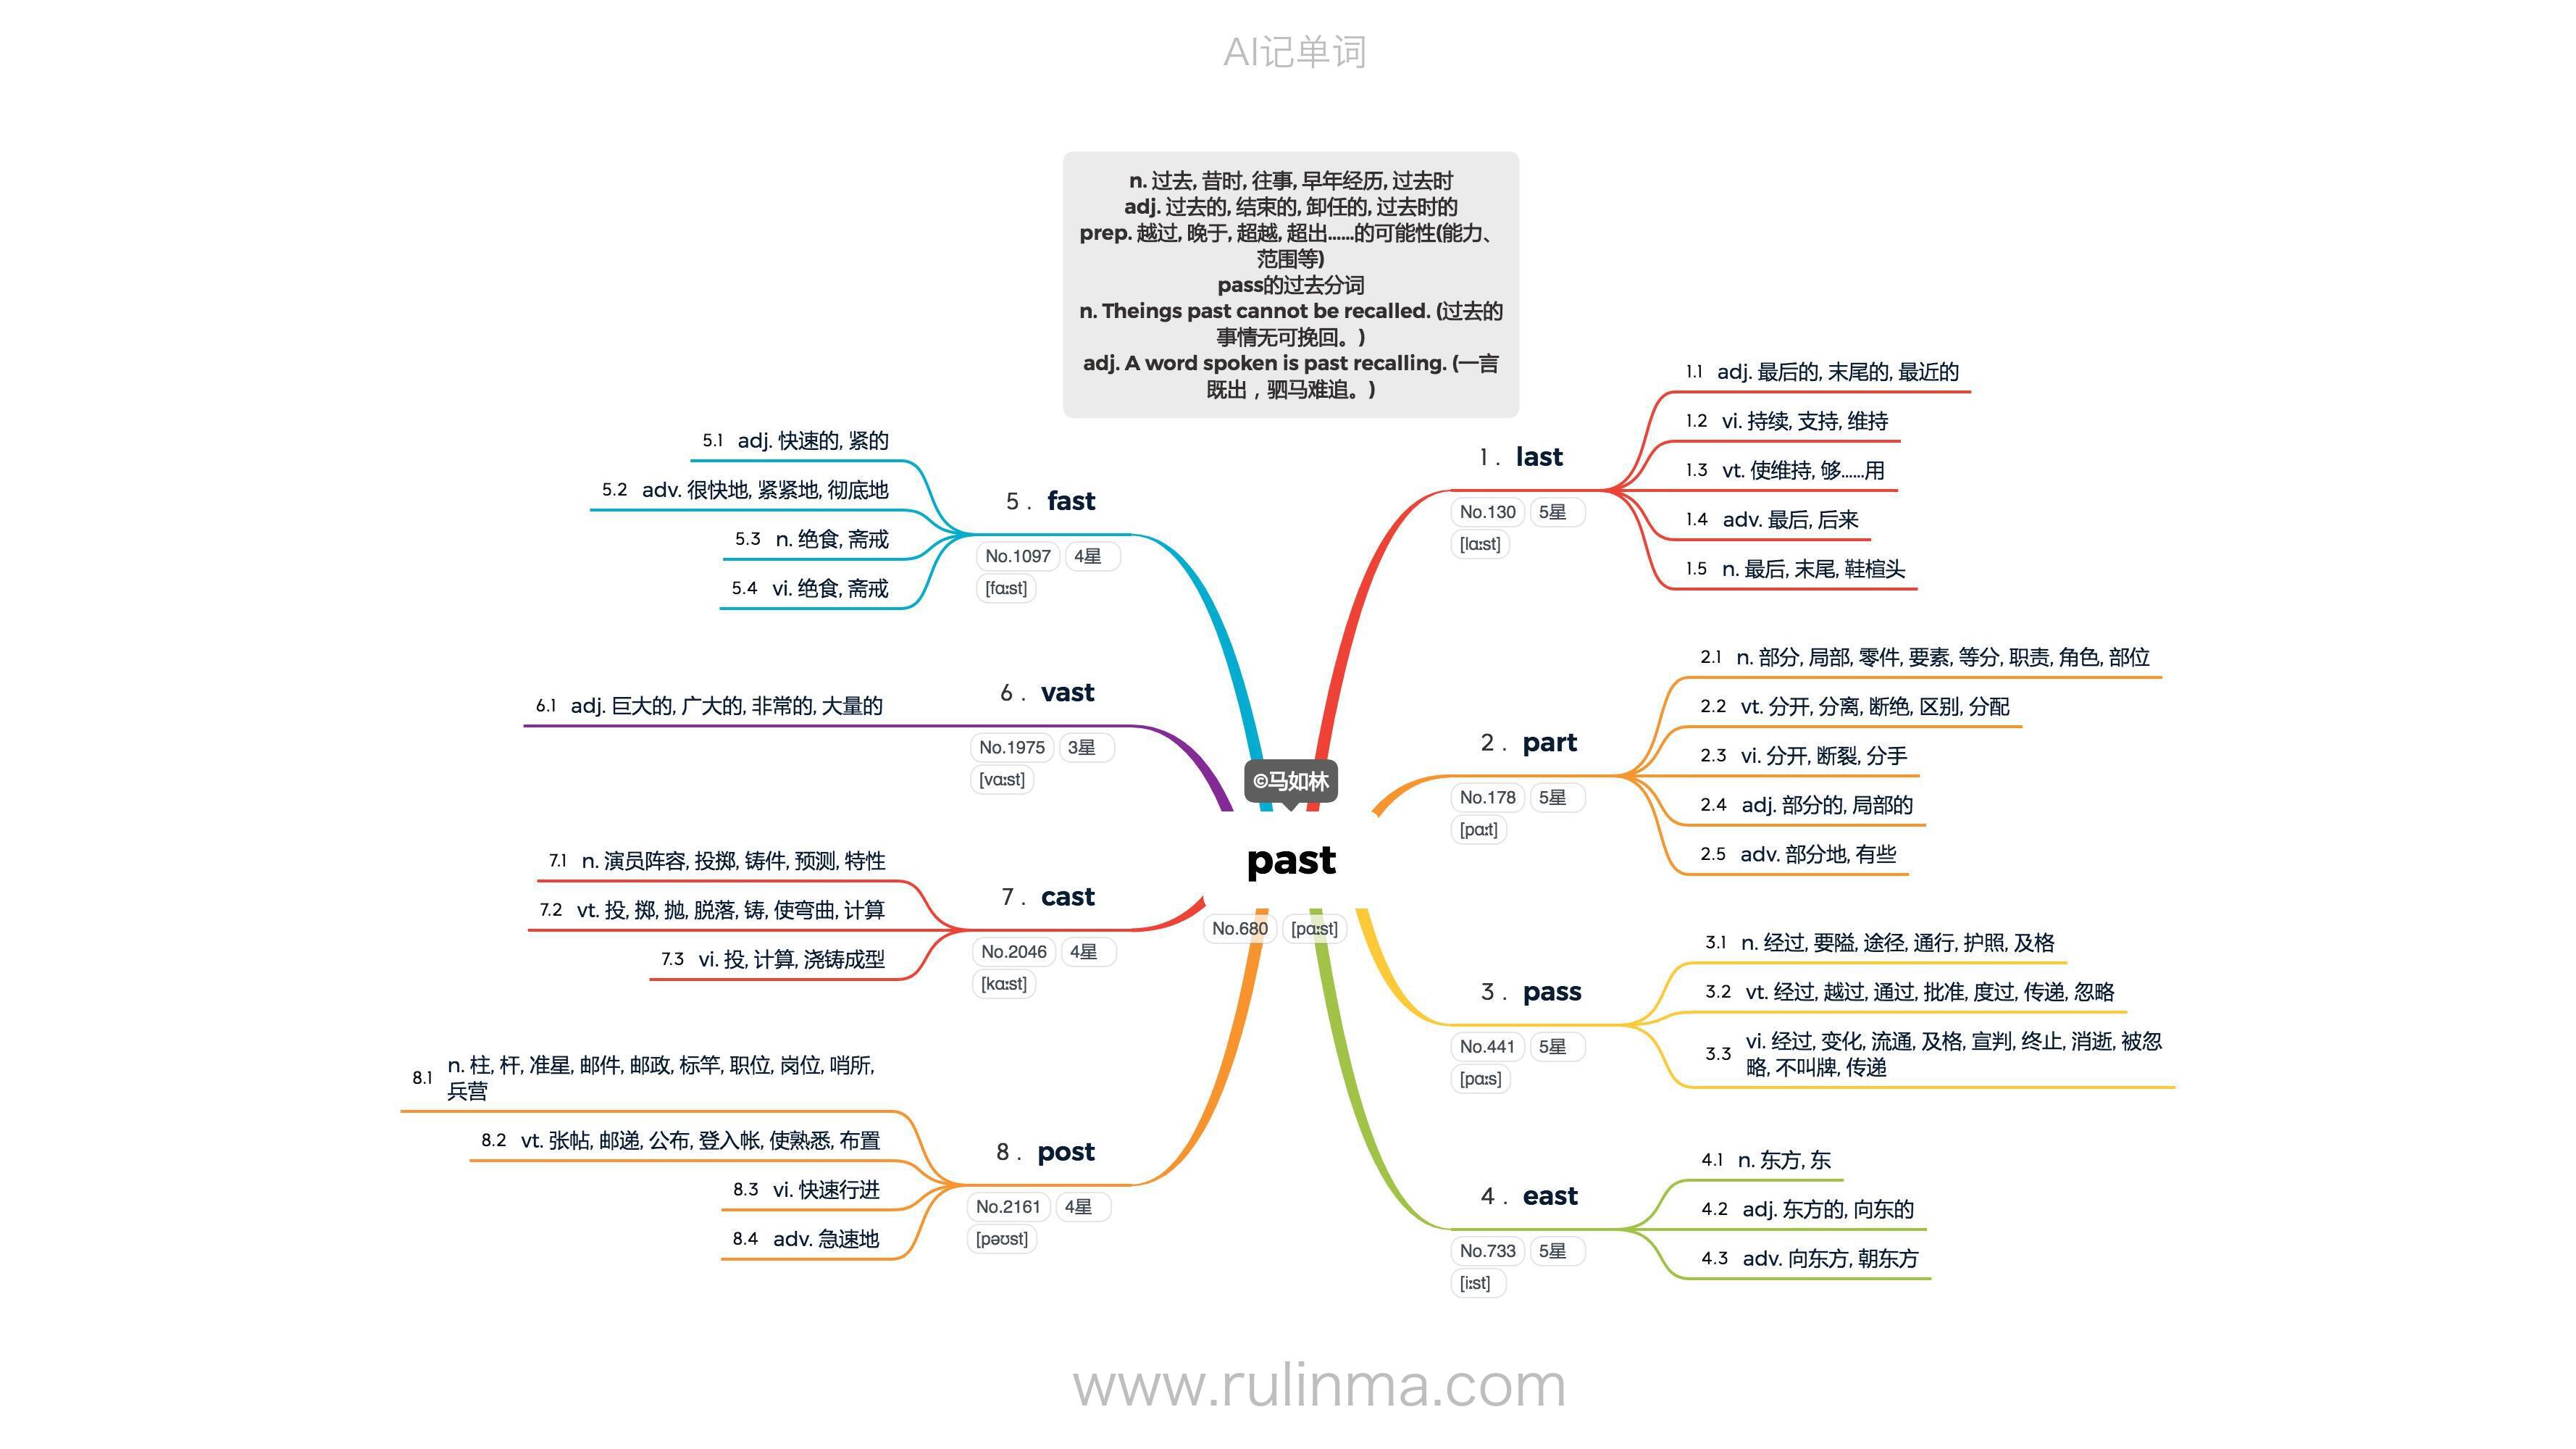 AI记单词
n. 过去, 昔时, 往事, 早年经历, 过去时
adj. 过去的, 结束的, 卸任的, 过去时的
prep. 越过, 晚于, 超越, 超出……的可能性(能力、
范围等)
pass的过去分词
n. Theings past cannot be recalled. (过去的
事情无可挽回。)
adj. A word spoken is past recalling. (一言
既出，驷马难追。)
©马如林
past
No.680 [pɑːst]
1. last
No.130 5星
[lɑːst]
1.1 adj. 最后的, 末尾的, 最近的
1.2 vi. 持续, 支持, 维持
1.3 vt. 使维持, 够……用
1.4 adv. 最后, 后来
1.5 n. 最后, 末尾, 鞋楦头
2. part
No.178 5星
[pɑːt]
2.1 n. 部分, 局部, 零件, 要素, 等分, 职责, 角色, 部位
2.2 vt. 分开, 分离, 断绝, 区别, 分配
2.3 vi. 分开, 断裂, 分手
2.4 adj. 部分的, 局部的
2.5 adv. 部分地, 有些
3. pass
No.441 5星
[pɑːs]
3.1 n. 经过, 要隘, 途径, 通行, 护照, 及格
3.2 vt. 经过, 越过, 通过, 批准, 度过, 传递, 忽略
3.3 vi. 经过, 变化, 流通, 及格, 宣判, 终止, 消逝, 被忽
略, 不叫牌, 传递
4. east
No.733 5星
[iːst]
4.1 n. 东方, 东
4.2 adj. 东方的, 向东的
4.3 adv. 向东方, 朝东方
5. fast
No.1097 4星
[fɑːst]
5.1 adj. 快速的, 紧的
5.2 adv. 很快地, 紧紧地, 彻底地
5.3 n. 绝食, 斋戒
5.4 vi. 绝食, 斋戒
6. vast
No.1975 3星
[vɑːst]
6.1 adj. 巨大的, 广大的, 非常的, 大量的
7. cast
No.2046 4星
[kɑːst]
7.1 n. 演员阵容, 投掷, 铸件, 预测, 特性
7.2 vt. 投, 掷, 抛, 脱落, 铸, 使弯曲, 计算
7.3 vi. 投, 计算, 浇铸成型
8. post
No.2161 4星
[pəʊst]
8.1 n. 柱, 杆, 准星, 邮件, 邮政, 标竿, 职位, 岗位, 哨所,
兵营
8.2 vt. 张帖, 邮递, 公布, 登入帐, 使熟悉, 布置
8.3 vi. 快速行进
8.4 adv. 急速地
www.rulinma.com